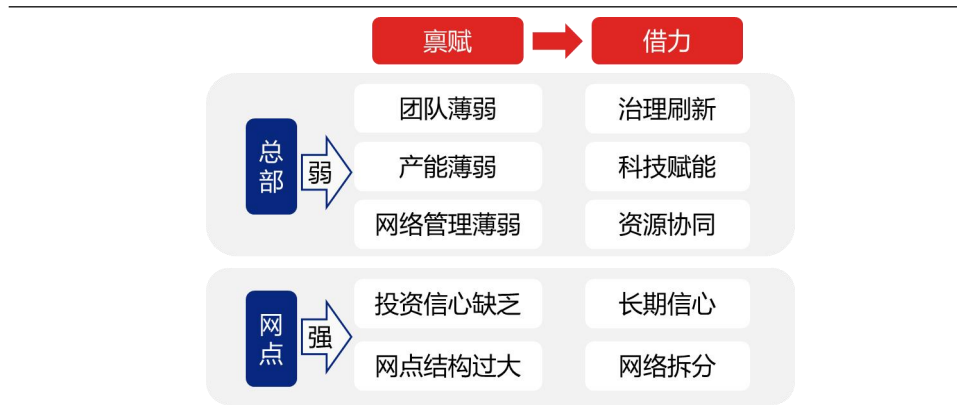 禀赋
借力
总部
弱
团队薄弱
治理刷新
产能薄弱
科技赋能
网络管理薄弱
资源协同
网点
强
投资信心缺乏
长期信心
网点结构过大
网络拆分